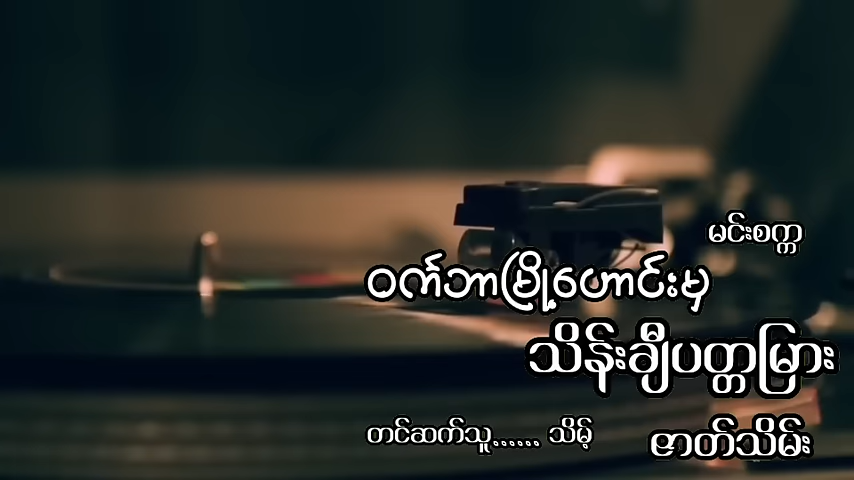 မင်းစက္က
ဝက်ဘာမြို့ဟောင်းမှ
သိန်းချီပတ္တမြား
တင်ဆက်သူ...... သိမ့်
ဇာတ်သိမ်း